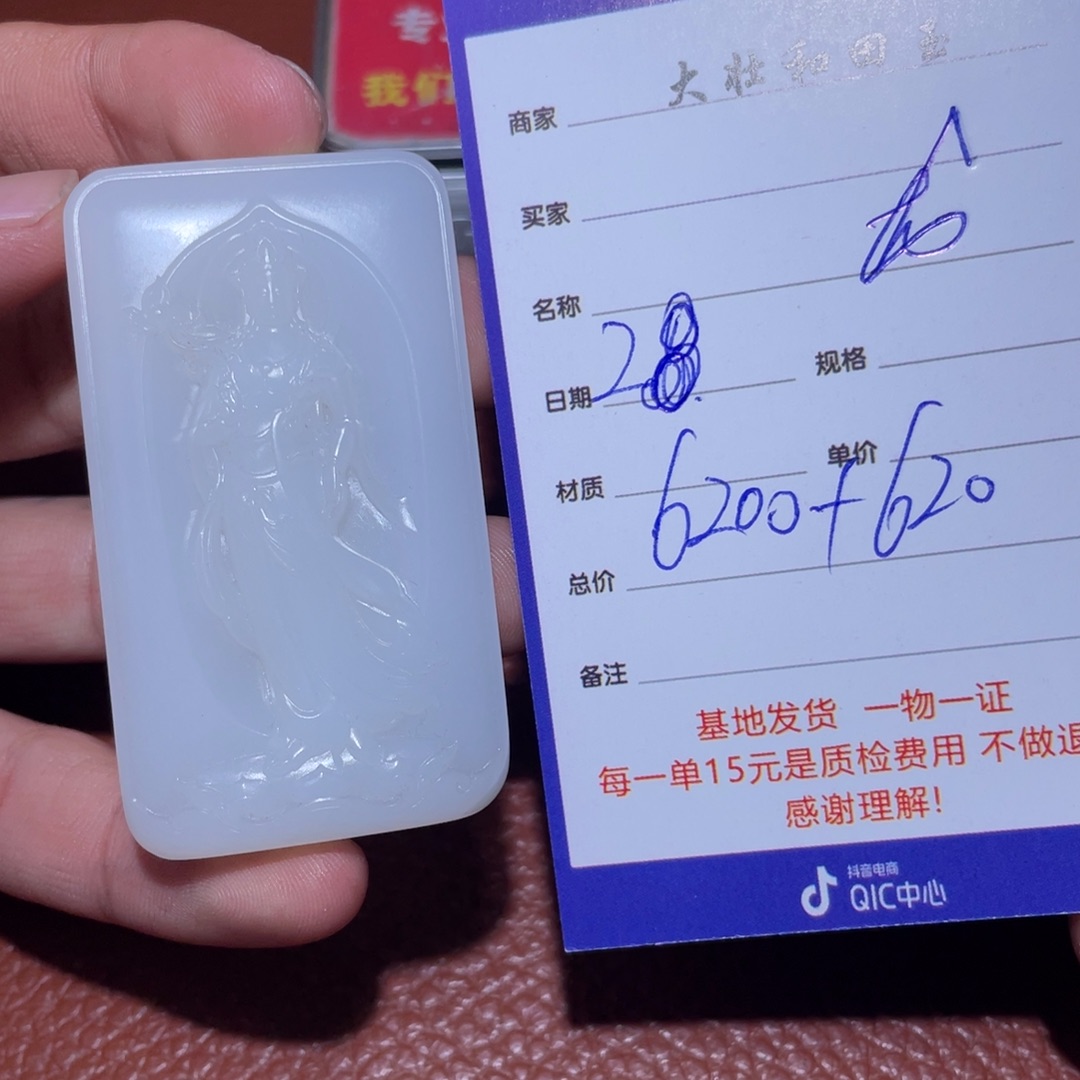 专
我们
大壮和田玉
商家
买家
名称
日期 28. 规格
材质 单价
6200+620
总价
备注
基地发货 一物一证
每一单15元是质检费用 不做退
感谢理解!
抖音电商
QIC中心